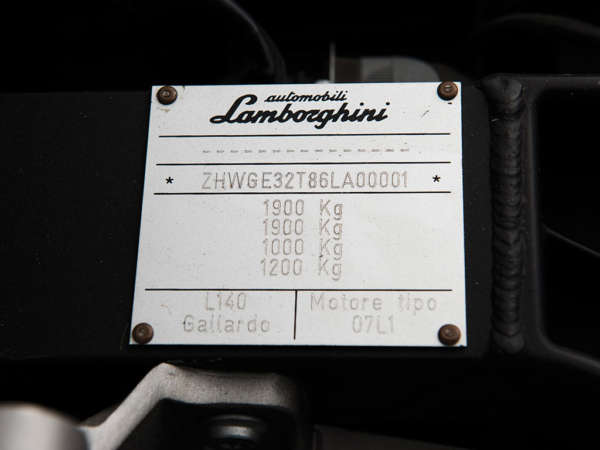 automobili
Lamborghini
--------------------
* ZHWGE32T86LA00001 *
1900 Kg
1900 Kg
1000 Kg
1200 Kg
L140 Motore tipo
Gallardo 07L1